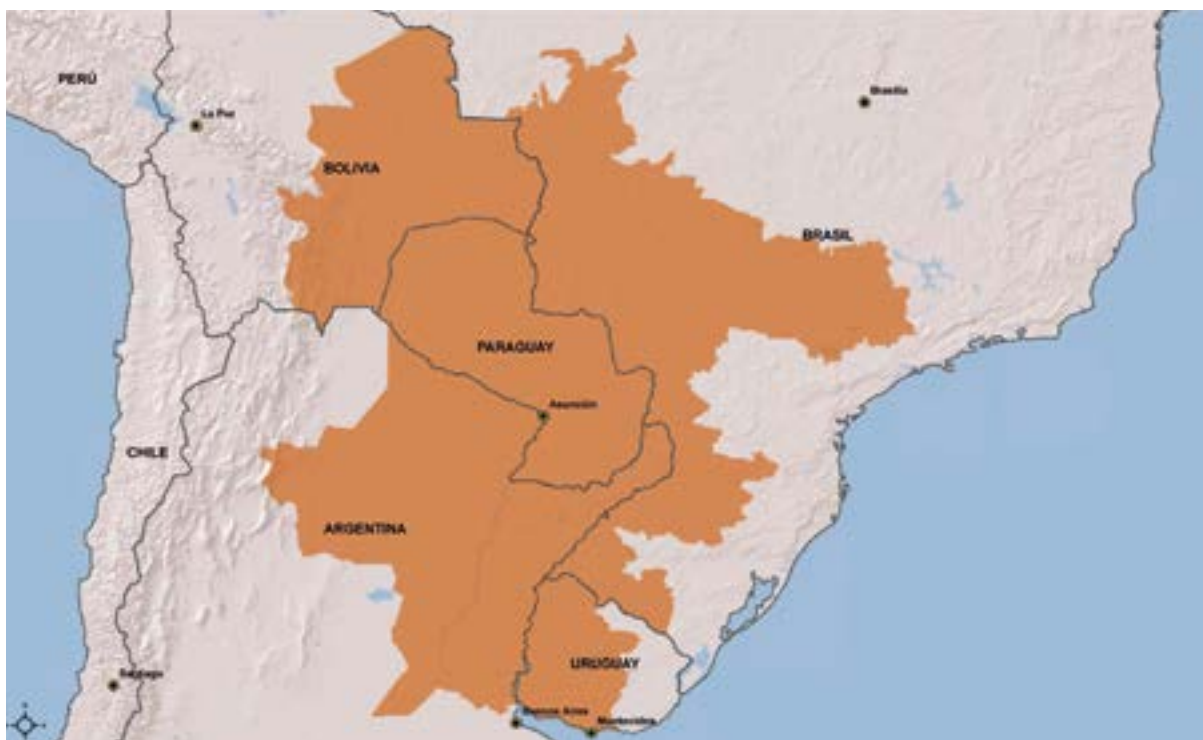 PERÚ
La Paz
Brasilia
BOLIVIA
BRASIL
PARAGUAY
Asunción
CHILE
ARGENTINA
URUGUAY
Santiago
Buenos Aires
Montevideo